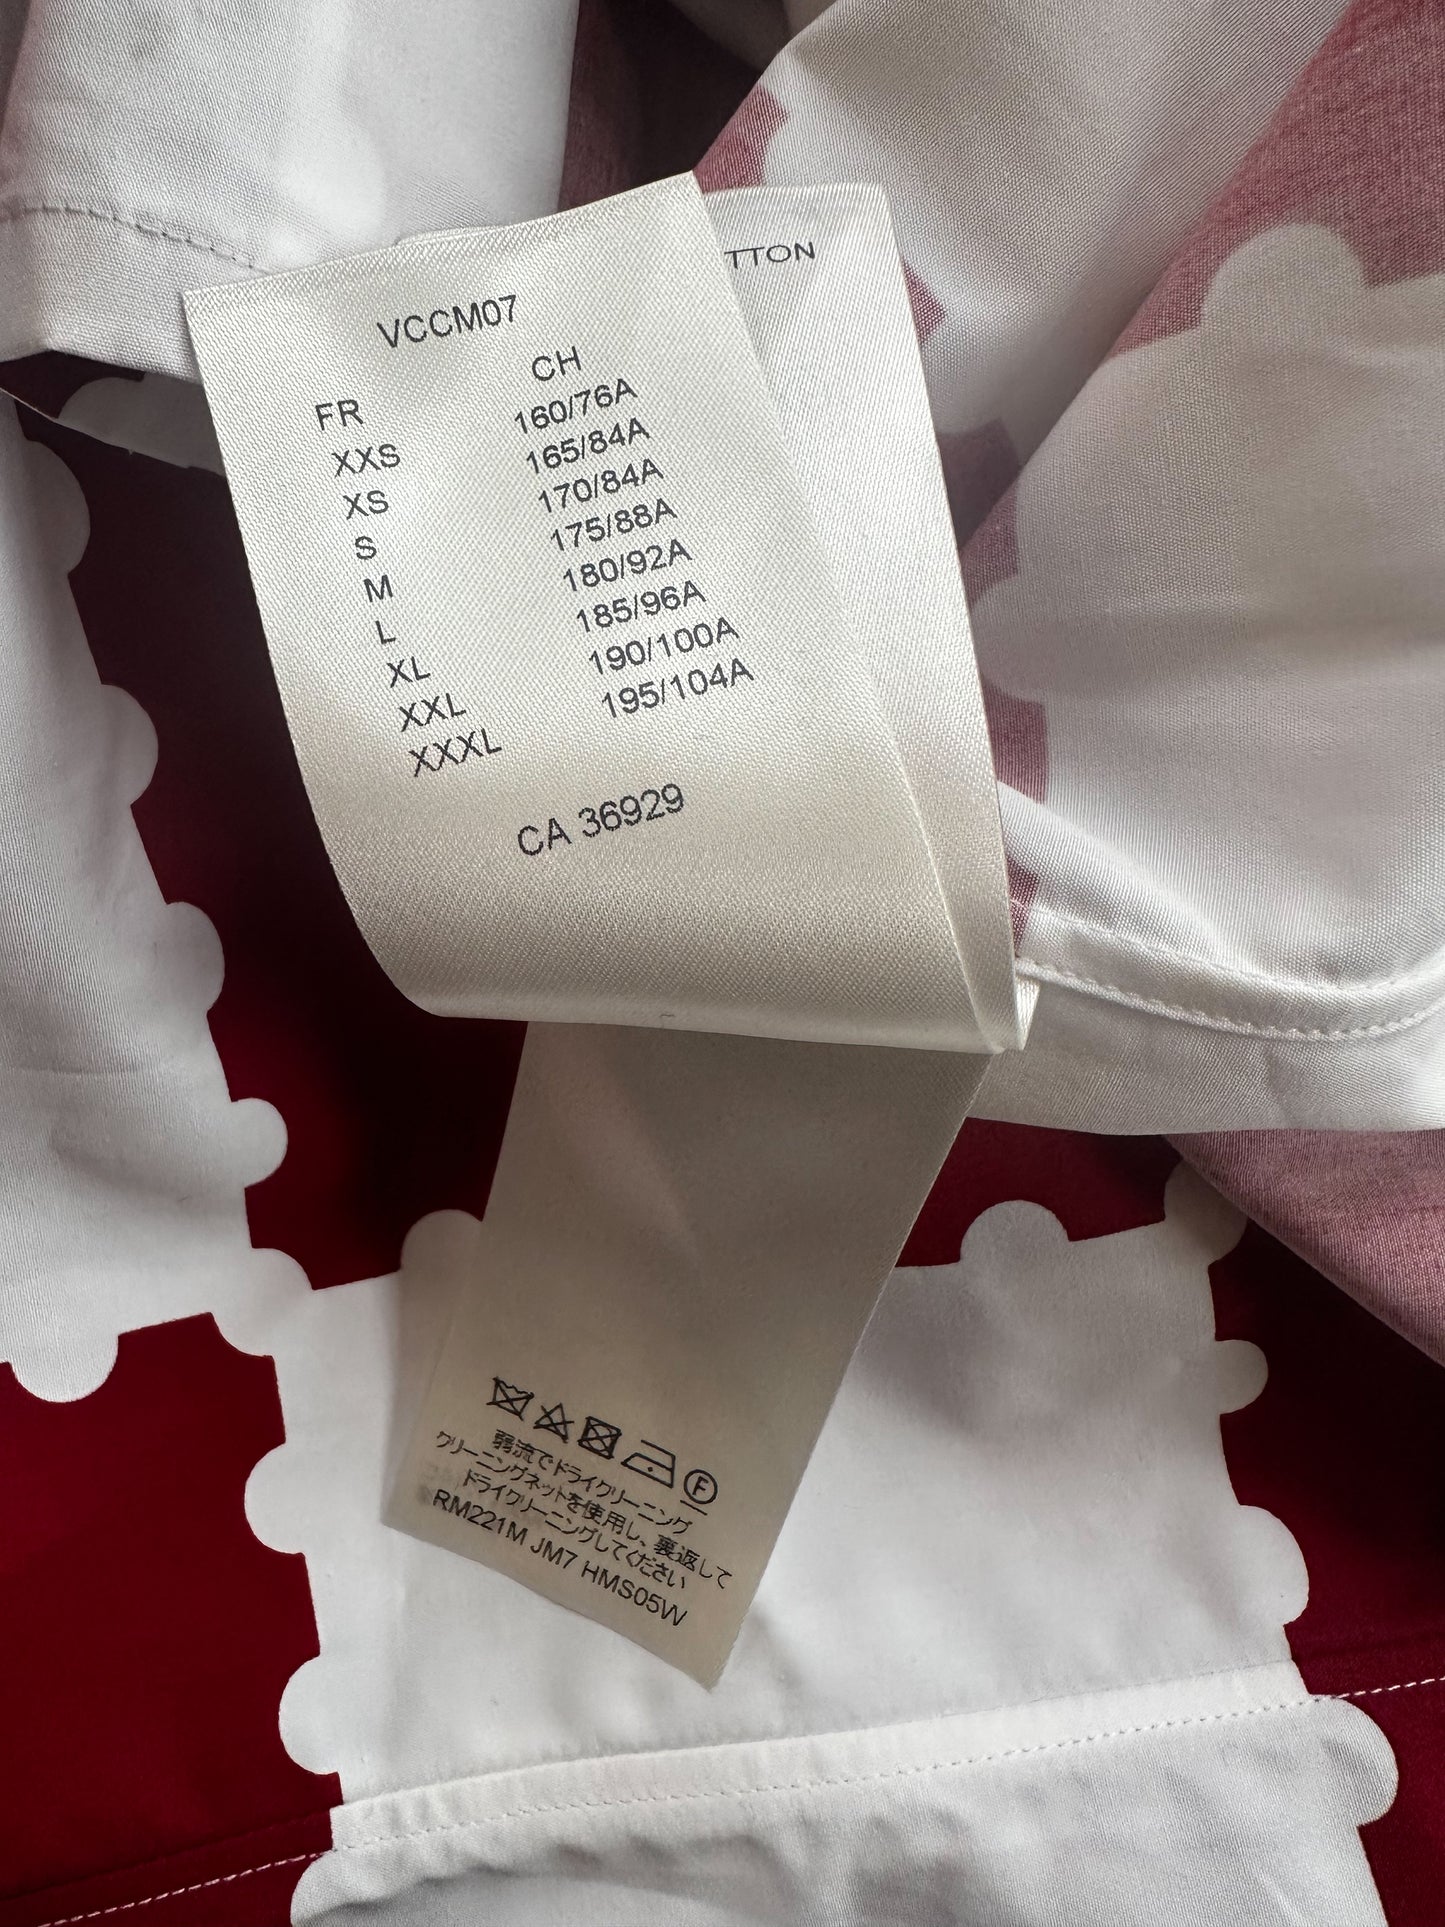 TTON
VCCM07
FR CH
XXS 160/76A
XS 165/84A
S 170/84A
M 175/88A
L 180/92A
XL 185/96A
XXL 190/100A
XXXL 195/104A
CA 36929
F
弱流でドライクリーニング
クリーニングネットを使用し、裏返して
ドライクリーニングしてください
RM221M JM7 HMS05W